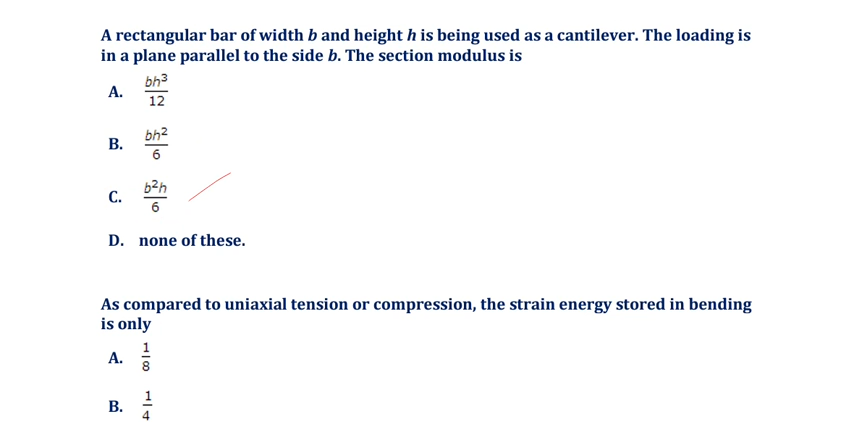 A rectangular bar of width b and height h is being used as a cantilever. The loading is
in a plane parallel to the side b. The section modulus is
A. bh³/12
B. bh²/6
C. b²h/6
D. none of these.
As compared to uniaxial tension or compression, the strain energy stored in bending
is only
A. 1/8
B. 1/4